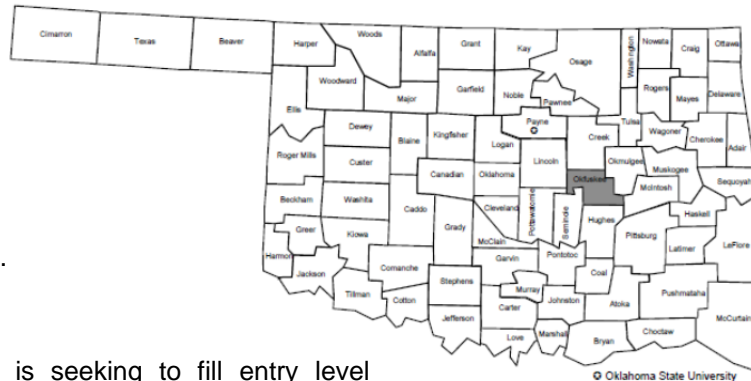 Cimarron Texas Beaver Harper Woods Alfalfa Grant Kay Osage Washington Nowata Craig Ottawa
Woodward Major Garfield Noble Pawnee Rogers Mayes Delaware
Ellis Dewey Blaine Kingfisher Logan Payne Creek Tulsa Wagoner Cherokee Adair
Roger Mills Custer Canadian Oklahoma Lincoln Okfuskee Okmulgee Muskogee McIntosh Sequoyah
Beckham Washita Caddo Grady Cleveland Pottawatomie Seminole Hughes Pittsburg Haskell
Greer Kiowa McClain Garvin Pontotoc Latimer LeFlore
Harmon Jackson Comanche Stephens Murray Coal Pushmataha
.
Tillman Cotton Jefferson Carter Johnston Atoka McCurtain
Love Marshall Bryan Choctaw
is seeking to fill entry level
Oklahoma State University